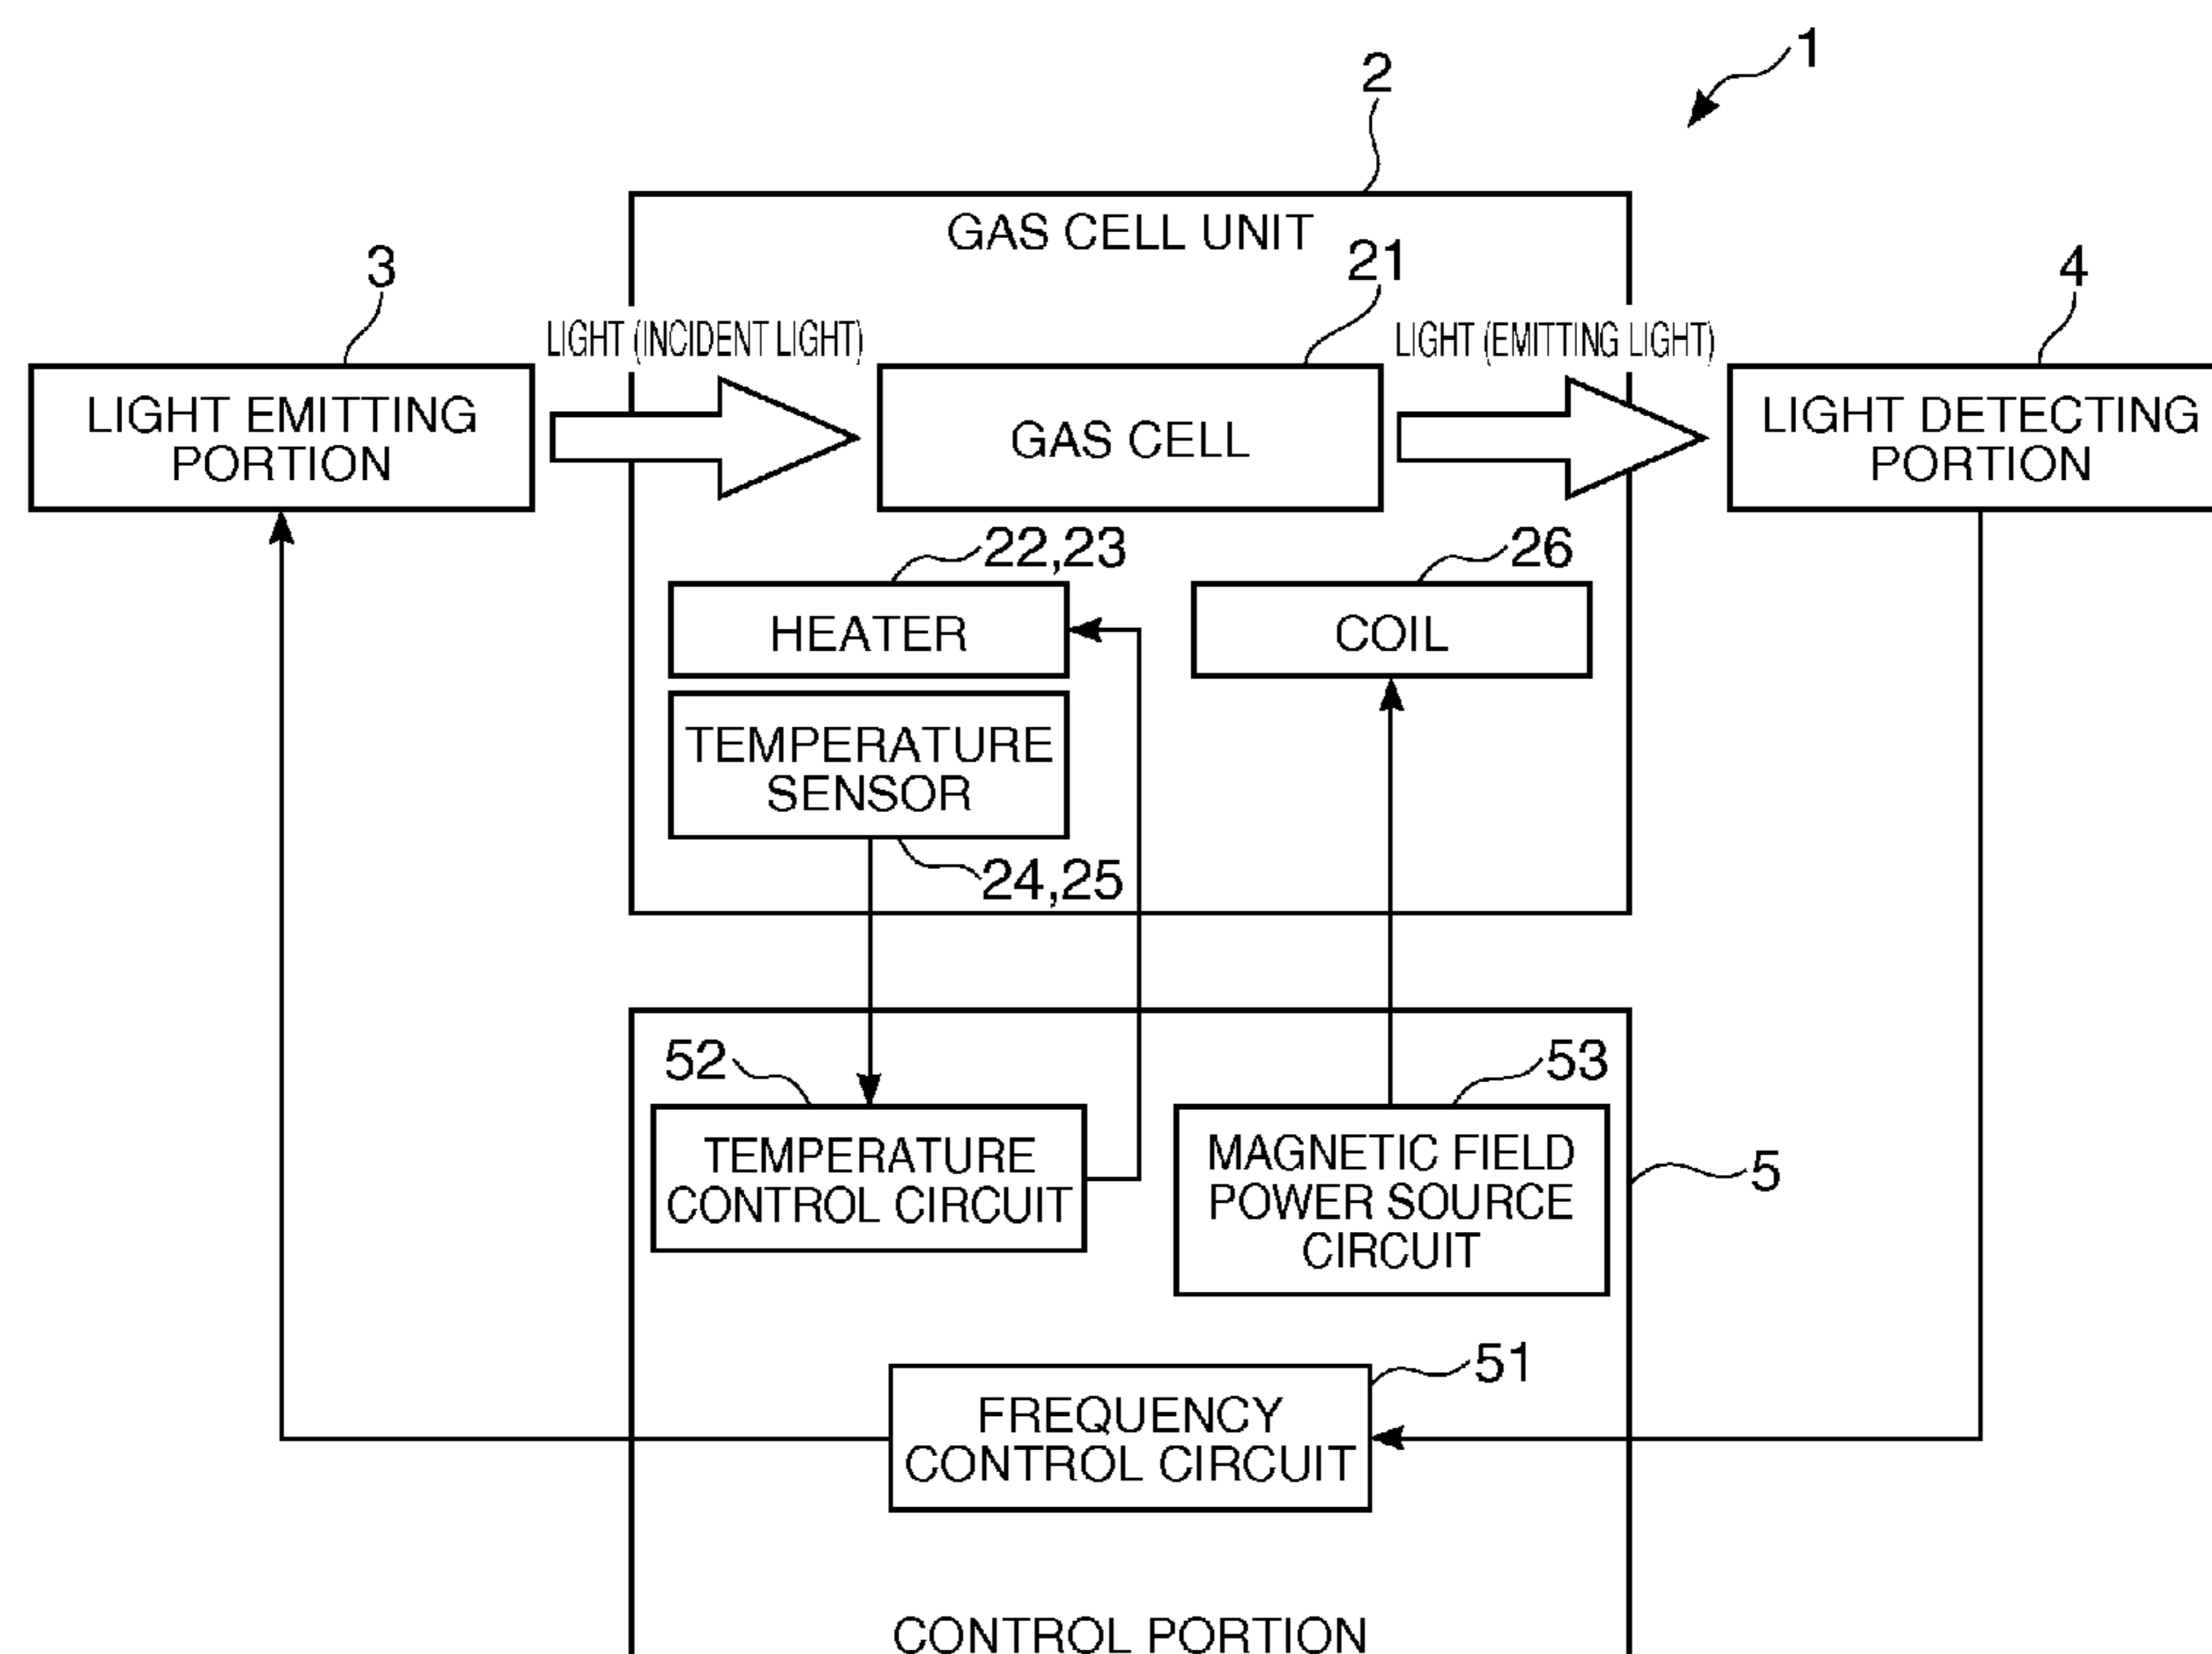 1
2
GAS CELL UNIT
3
21
4
LIGHT (INCIDENT LIGHT)
LIGHT (EMITTING LIGHT)
LIGHT EMITTING
PORTION
GAS CELL
LIGHT DETECTING
PORTION
22,23
26
HEATER
COIL
TEMPERATURE
SENSOR
24,25
52
53
TEMPERATURE
CONTROL CIRCUIT
MAGNETIC FIELD
POWER SOURCE
CIRCUIT
5
51
FREQUENCY
CONTROL CIRCUIT
CONTROL PORTION